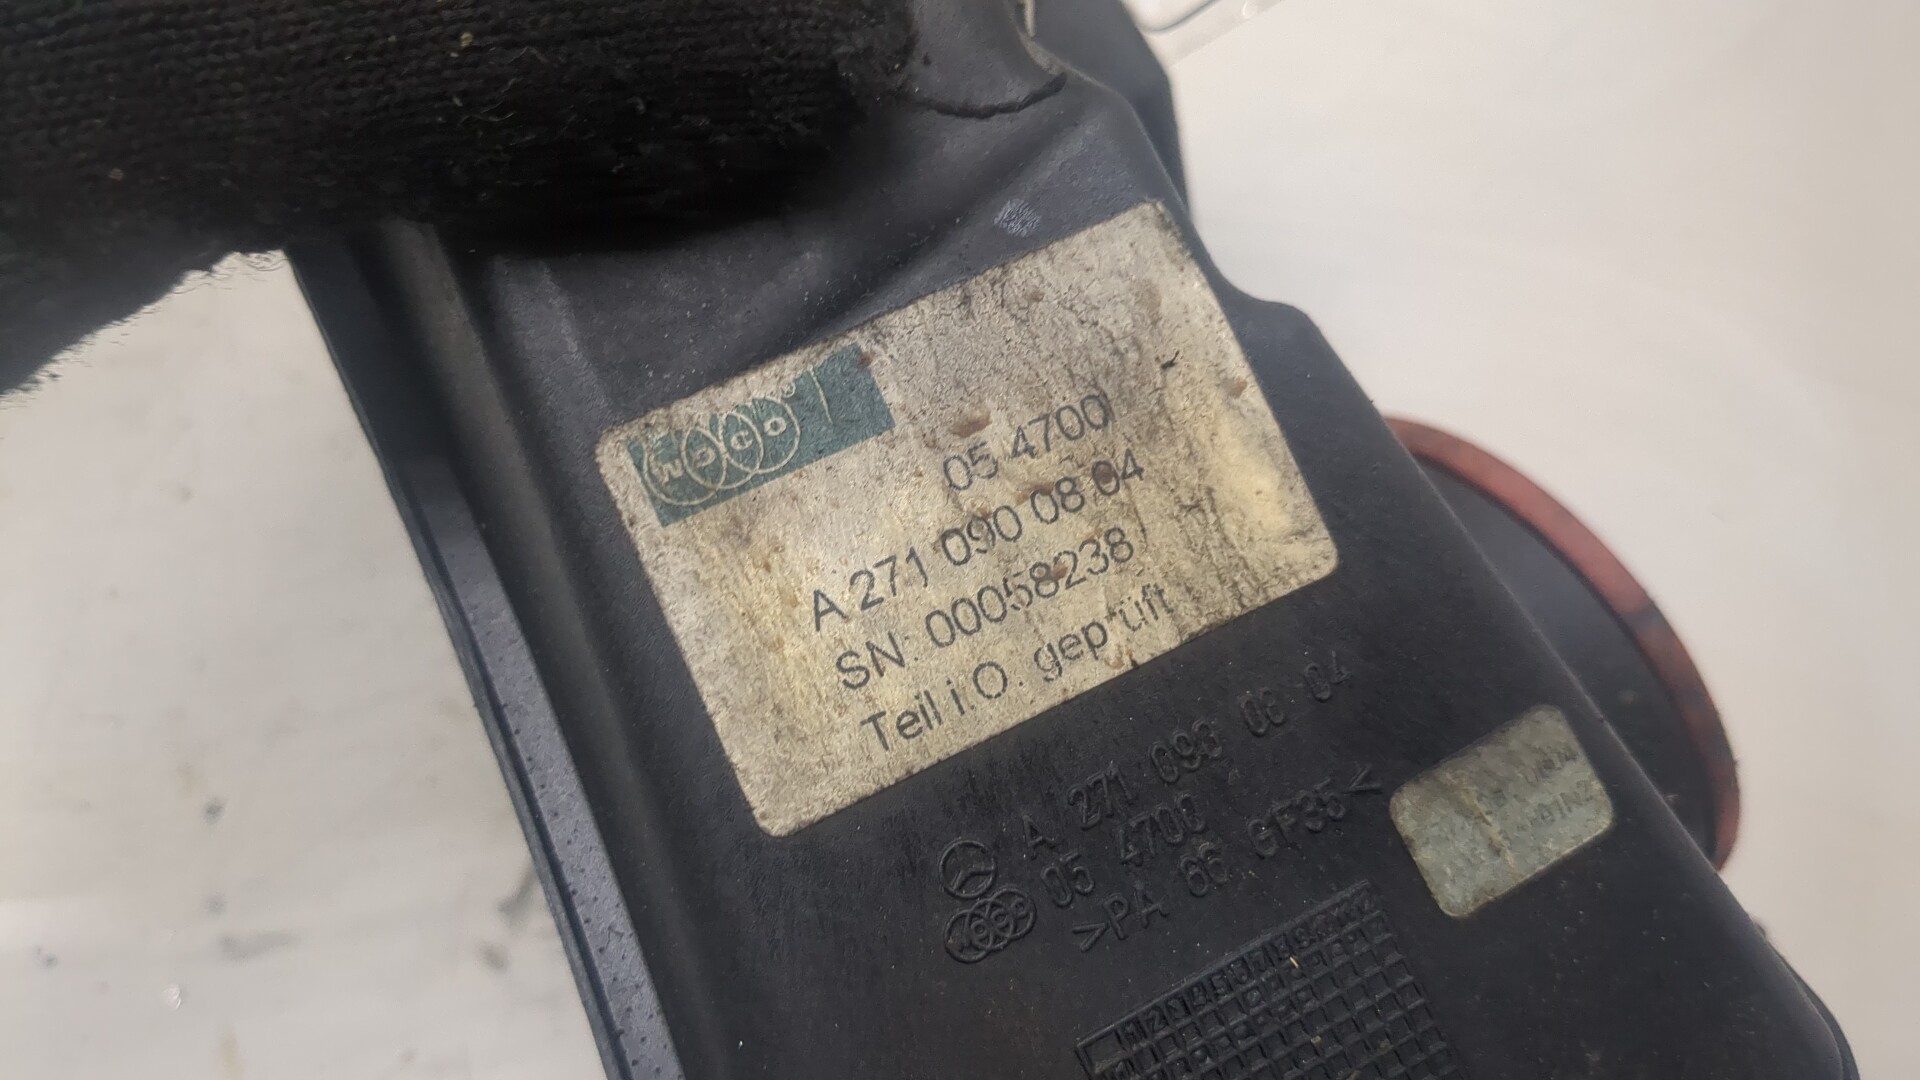 WOCO
05 4700
A 271 090 08 04
SN: 00058238
Teil i.O. geprüft
A 271 090 08 04
05 4700
>PA 66 GF35<